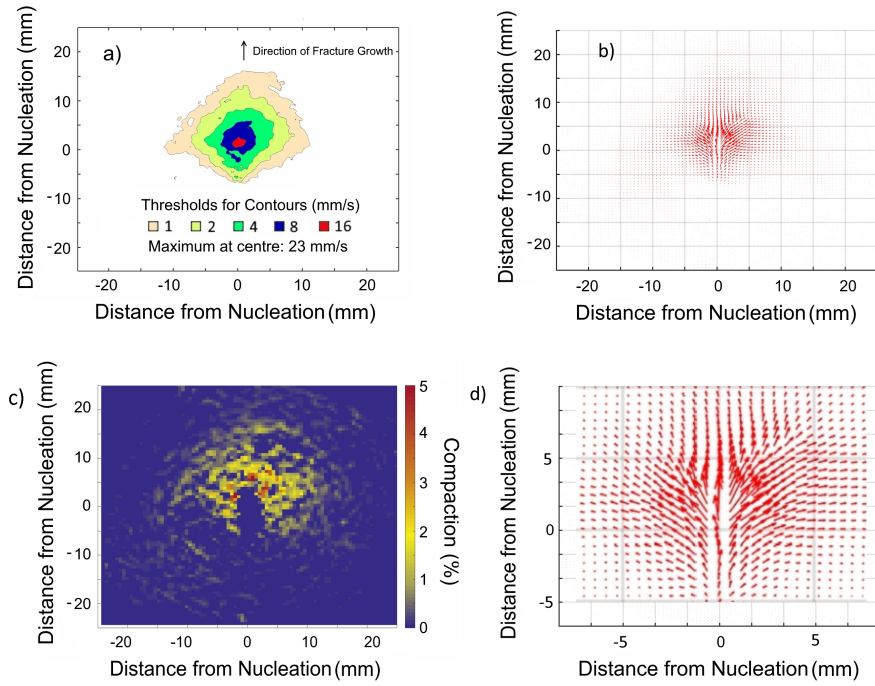 a)
Direction of Fracture Growth
Distance from Nucleation (mm)
20
10
0
-10
-20
Thresholds for Contours (mm/s)
1 2 4 8 16
Maximum at centre: 23 mm/s
-20 -10 0 10 20
Distance from Nucleation (mm)
b)
Distance from Nucleation (mm)
20
10
0
-10
-20
-20 -10 0 10 20
Distance from Nucleation (mm)
c)
Distance from Nucleation (mm)
20
10
0
-10
-20
-20 -10 0 10 20
Distance from Nucleation (mm)
5
4
3
2
1
0
Compaction (%)
d)
Distance from Nucleation (mm)
5
0
-5
-5 0 5
Distance from Nucleation (mm)